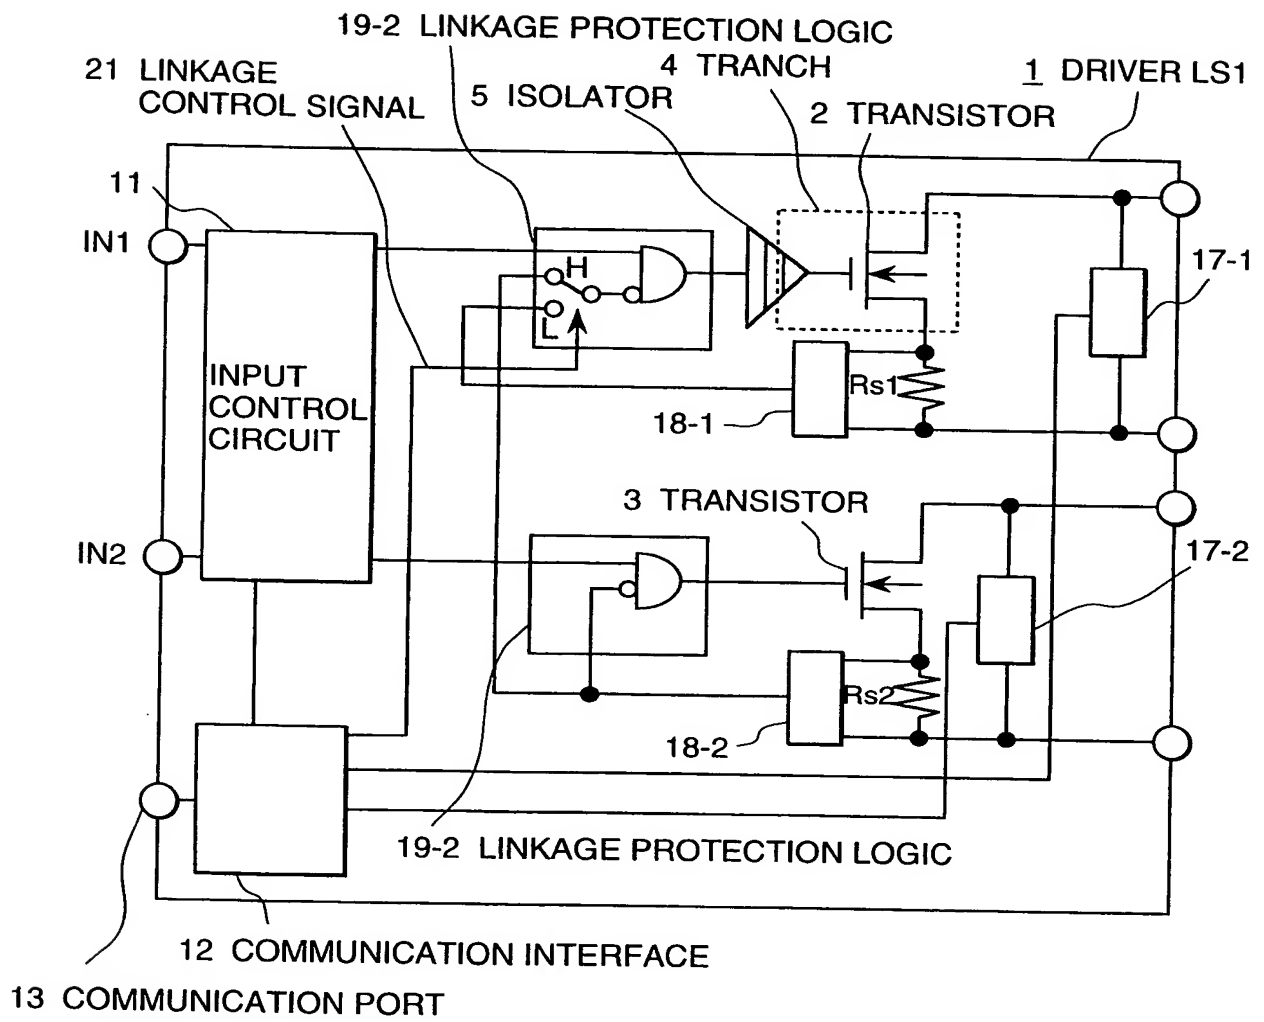 19-2 LINKAGE PROTECTION LOGIC
4 TRANCH
1 DRIVER LS1
21 LINKAGE
CONTROL SIGNAL
5 ISOLATOR
2 TRANSISTOR
11
IN1
H
L
17-1
INPUT
CONTROL
CIRCUIT
Rs1
18-1
3 TRANSISTOR
IN2
17-2
Rs2
18-2
19-2 LINKAGE PROTECTION LOGIC
12 COMMUNICATION INTERFACE
13 COMMUNICATION PORT